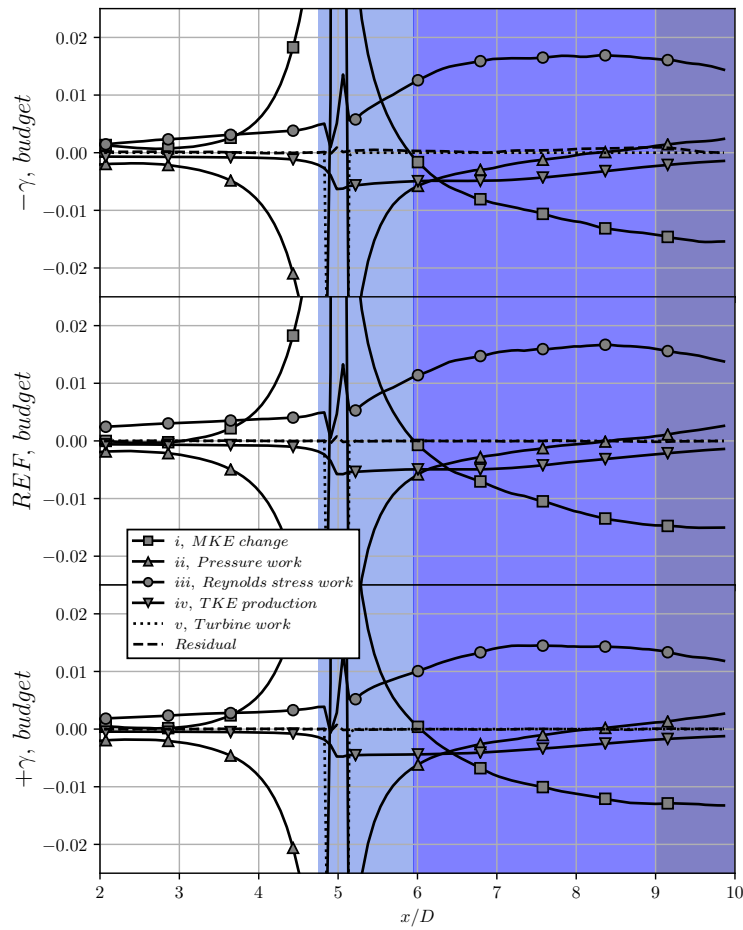 0.02
0.01
0.00
−0.01
−0.02
−γ, budget
0.02
0.01
0.00
−0.01
−0.02
REF, budget
i, MKE change
ii, Pressure work
iii, Reynolds stress work
iv, TKE production
v, Turbine work
Residual
0.02
0.01
0.00
−0.01
−0.02
+γ, budget
2 3 4 5 6 7 8 9 10
x/D